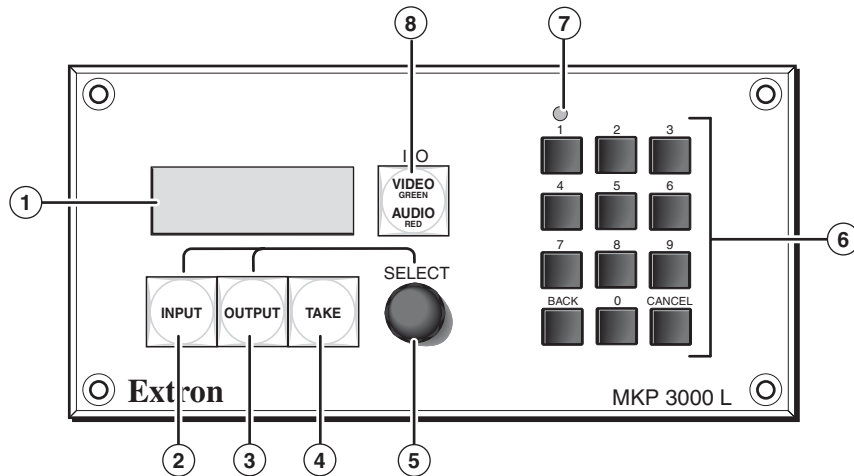 8
7
I O
1 2 3
VIDEO
GREEN
AUDIO
RED
4 5 6
1
6
SELECT
7 8 9
INPUT OUTPUT TAKE
BACK 0 CANCEL
Extron
MKP 3000 L
2 3 4 5